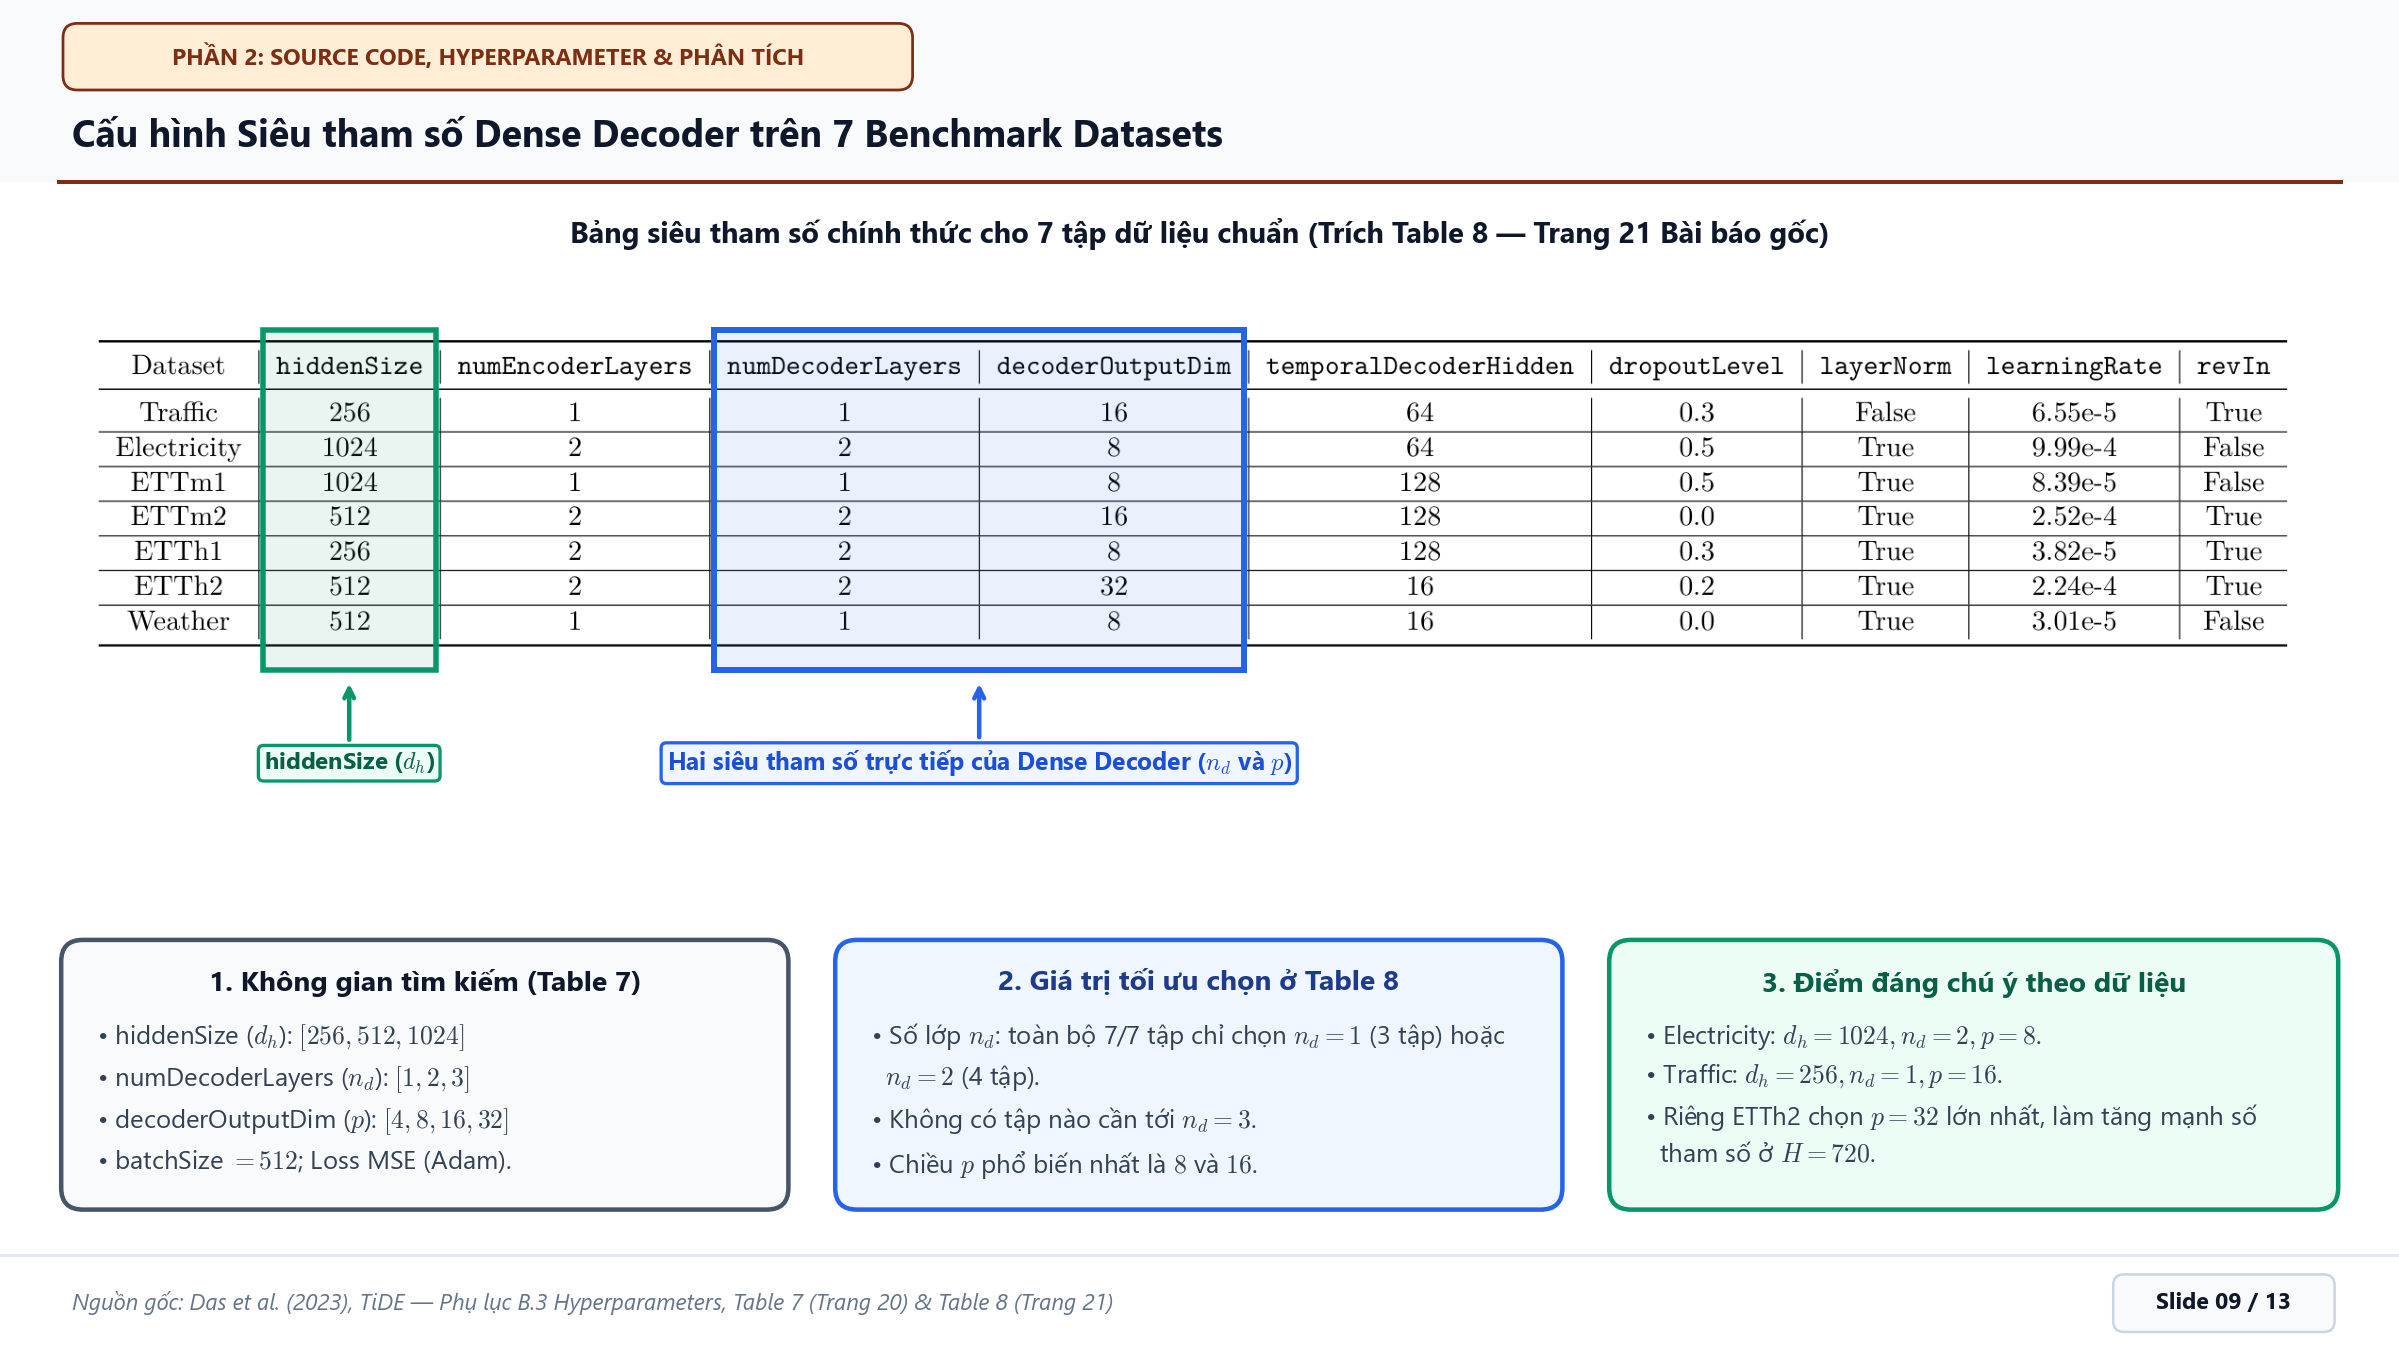 PHẦN 2: SOURCE CODE, HYPERPARAMETER & PHÂN TÍCH
Cấu hình Siêu tham số Dense Decoder trên 7 Benchmark Datasets
Bảng siêu tham số chính thức cho 7 tập dữ liệu chuẩn (Trích Table 8 — Trang 21 Bài báo gốc)
Dataset hiddenSize numEncoderLayers numDecoderLayers decoderOutputDim temporalDecoderHidden dropoutLevel layerNorm learningRate revIn
Traffic 256 1 1 16 64 0.3 False 6.55e-5 True
Electricity 1024 2 2 8 64 0.5 True 9.99e-4 False
ETTm1 1024 1 1 8 128 0.5 True 8.39e-5 False
ETTm2 512 2 2 16 128 0.0 True 2.52e-4 True
ETTh1 256 2 2 8 128 0.3 True 3.82e-5 True
ETTh2 512 2 2 32 16 0.2 True 2.24e-4 True
Weather 512 1 1 8 16 0.0 True 3.01e-5 False
hiddenSize (d_h)
Hai siêu tham số trực tiếp của Dense Decoder (n_d và p)
1. Không gian tìm kiếm (Table 7)
• hiddenSize (d_h): [256, 512, 1024]
• numDecoderLayers (n_d): [1, 2, 3]
• decoderOutputDim (p): [4, 8, 16, 32]
• batchSize = 512; Loss MSE (Adam).
2. Giá trị tối ưu chọn ở Table 8
• Số lớp n_d: toàn bộ 7/7 tập chỉ chọn n_d = 1 (3 tập) hoặc
n_d = 2 (4 tập).
• Không có tập nào cần tới n_d = 3.
• Chiều p phổ biến nhất là 8 và 16.
3. Điểm đáng chú ý theo dữ liệu
• Electricity: d_h = 1024, n_d = 2, p = 8.
• Traffic: d_h = 256, n_d = 1, p = 16.
• Riêng ETTh2 chọn p = 32 lớn nhất, làm tăng mạnh số
tham số ở H = 720.
Nguồn gốc: Das et al. (2023), TiDE — Phụ lục B.3 Hyperparameters, Table 7 (Trang 20) & Table 8 (Trang 21)
Slide 09 / 13